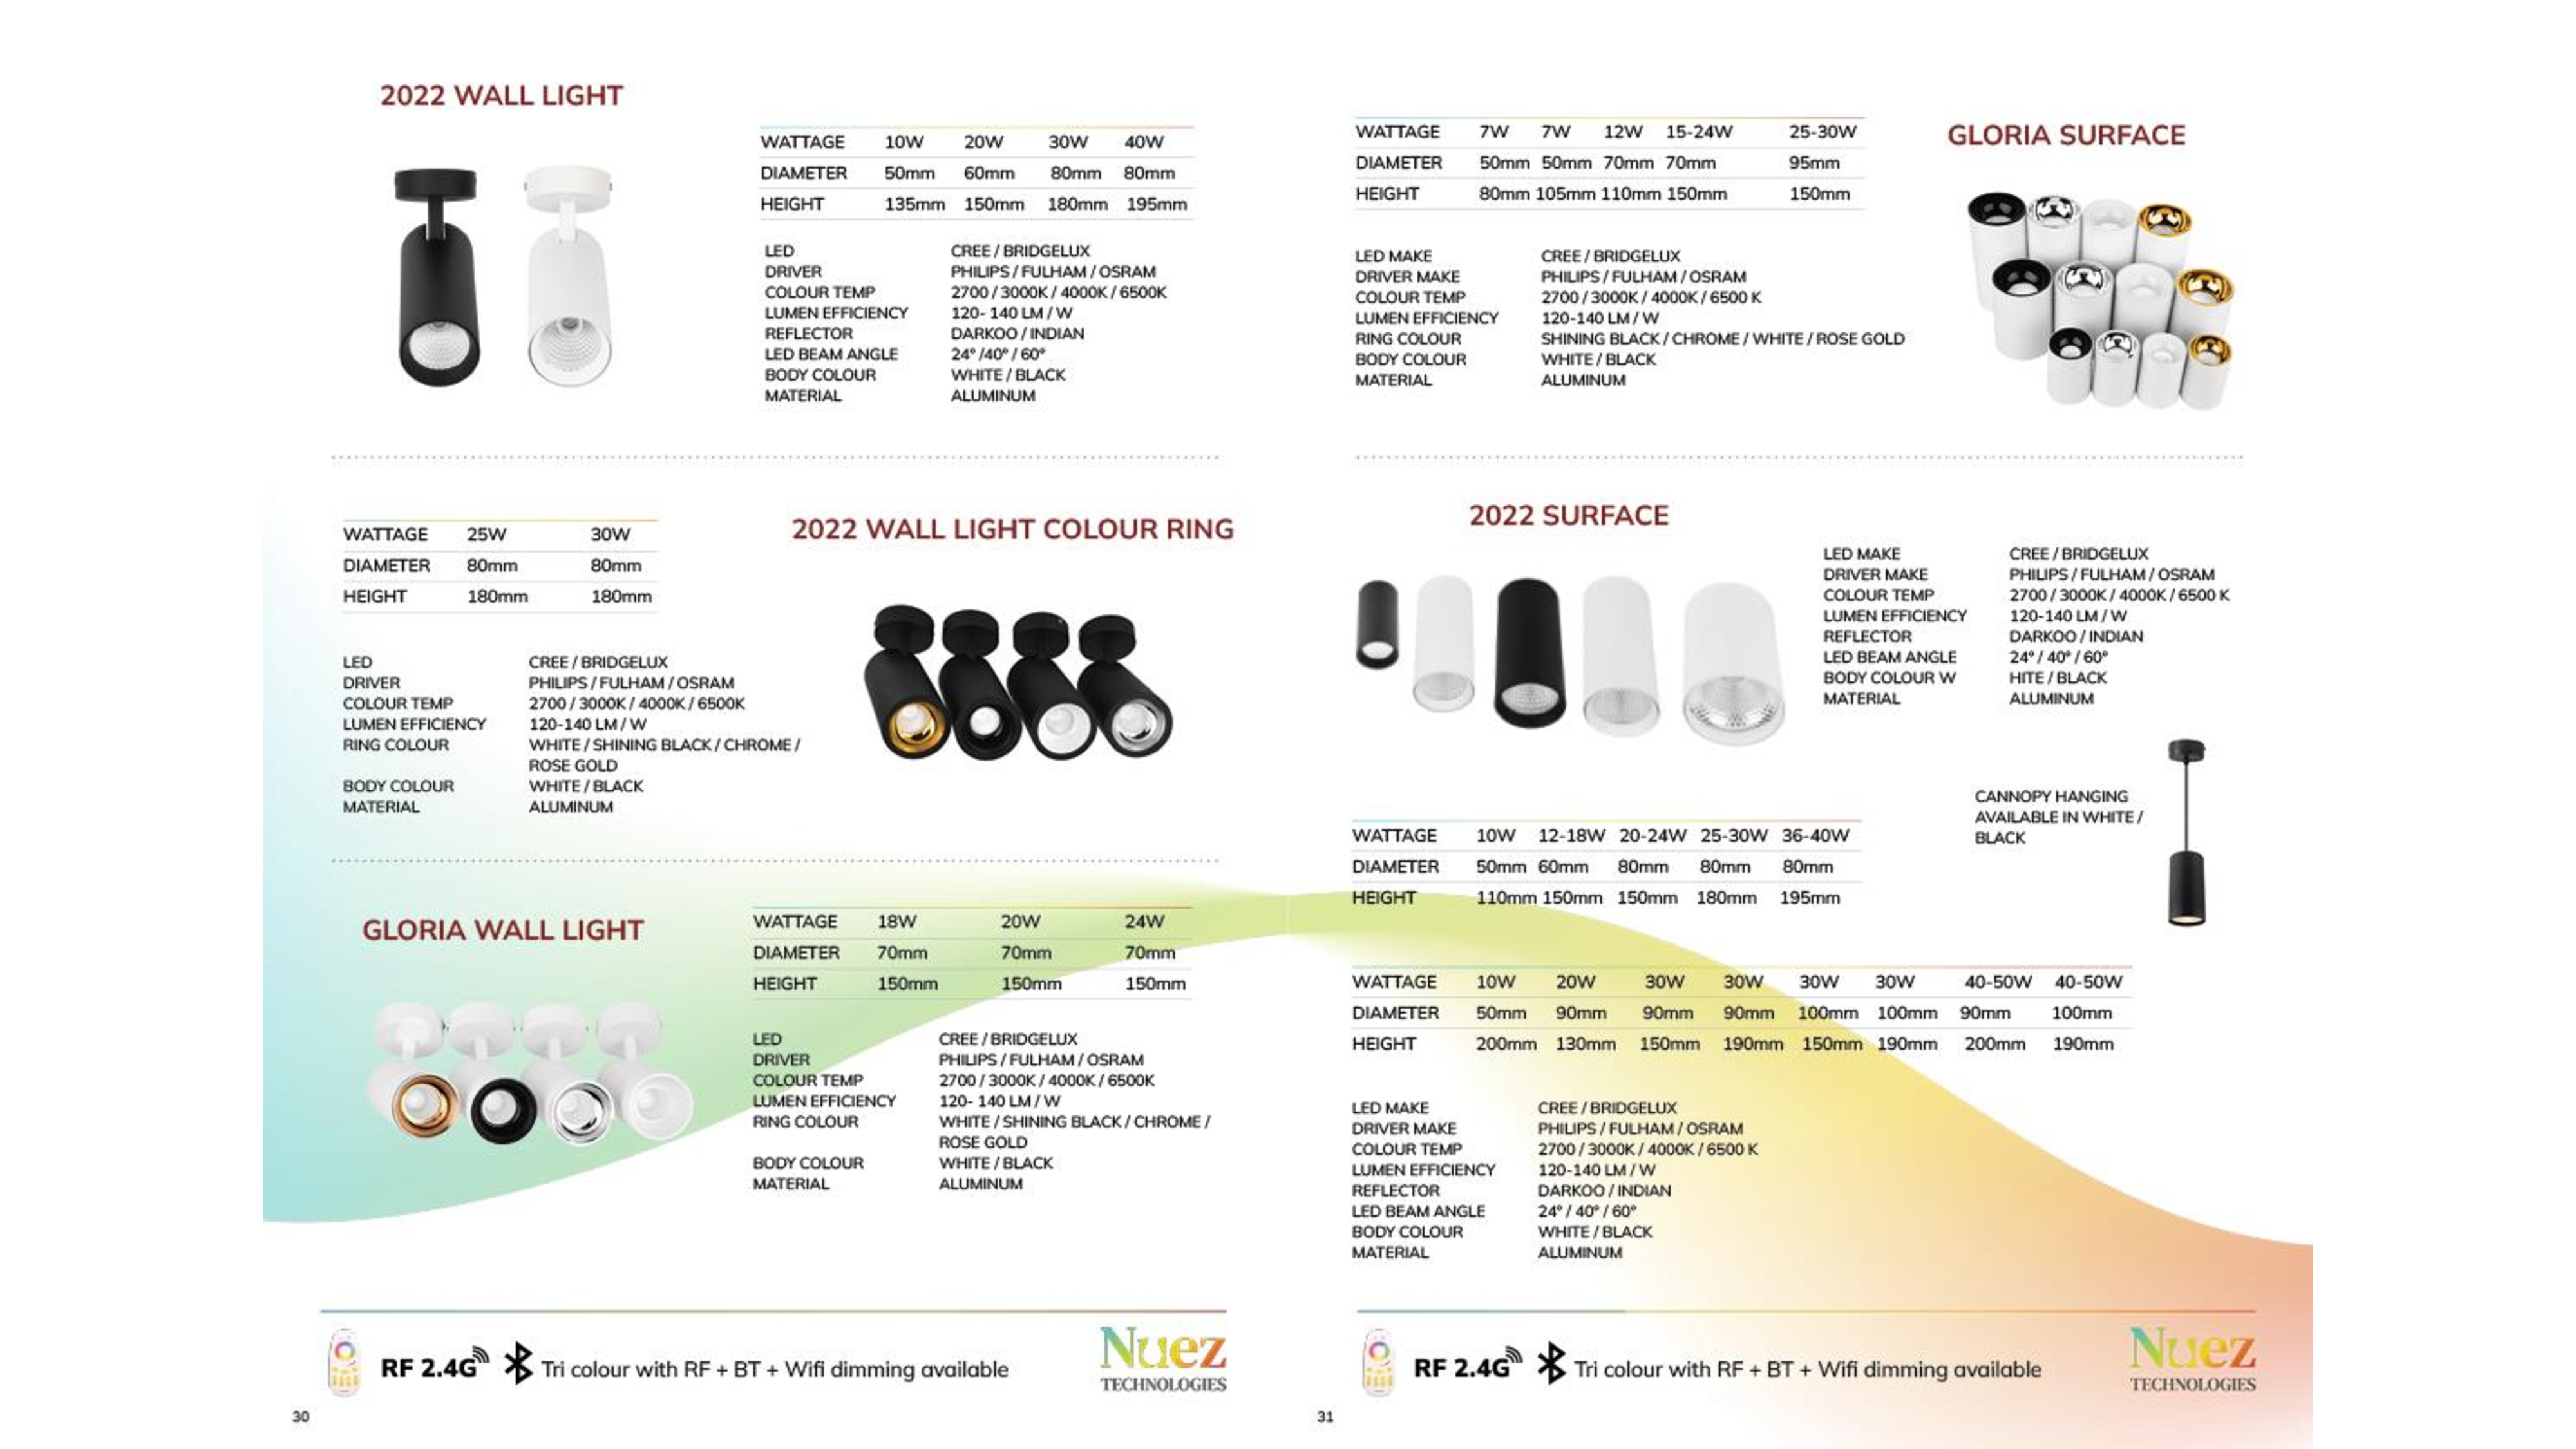 2022 WALL LIGHT
WATTAGE 10W 20W 30W 40W
DIAMETER 50mm 60mm 80mm 80mm
HEIGHT 135mm 150mm 180mm 195mm
LED CREE / BRIDGELUX
DRIVER PHILIPS / FULHAM / OSRAM
COLOUR TEMP 2700 / 3000K / 4000K / 6500K
LUMEN EFFICIENCY 120- 140 LM / W
REFLECTOR DARKOO / INDIAN
LED BEAM ANGLE 24° /40° / 60°
BODY COLOUR WHITE / BLACK
MATERIAL ALUMINUM
2022 WALL LIGHT COLOUR RING
WATTAGE 25W 30W
DIAMETER 80mm 80mm
HEIGHT 180mm 180mm
LED CREE / BRIDGELUX
DRIVER PHILIPS / FULHAM / OSRAM
COLOUR TEMP 2700 / 3000K / 4000K / 6500K
LUMEN EFFICIENCY 120-140 LM / W
RING COLOUR WHITE / SHINING BLACK / CHROME /
ROSE GOLD
BODY COLOUR WHITE / BLACK
MATERIAL ALUMINUM
GLORIA WALL LIGHT
WATTAGE 18W 20W 24W
DIAMETER 70mm 70mm 70mm
HEIGHT 150mm 150mm 150mm
LED CREE / BRIDGELUX
DRIVER PHILIPS / FULHAM / OSRAM
COLOUR TEMP 2700 / 3000K / 4000K / 6500K
LUMEN EFFICIENCY 120- 140 LM / W
RING COLOUR WHITE / SHINING BLACK / CHROME /
ROSE GOLD
BODY COLOUR WHITE / BLACK
MATERIAL ALUMINUM
RF 2.4G Tri colour with RF + BT + Wifi dimming available
Nuez
TECHNOLOGIES
30
GLORIA SURFACE
WATTAGE 7W 7W 12W 15-24W 25-30W
DIAMETER 50mm 50mm 70mm 70mm 95mm
HEIGHT 80mm 105mm 110mm 150mm 150mm
LED MAKE CREE / BRIDGELUX
DRIVER MAKE PHILIPS / FULHAM / OSRAM
COLOUR TEMP 2700 / 3000K / 4000K / 6500 K
LUMEN EFFICIENCY 120-140 LM / W
RING COLOUR SHINING BLACK / CHROME / WHITE / ROSE GOLD
BODY COLOUR WHITE / BLACK
MATERIAL ALUMINUM
2022 SURFACE
LED MAKE CREE / BRIDGELUX
DRIVER MAKE PHILIPS / FULHAM / OSRAM
COLOUR TEMP 2700 / 3000K / 4000K / 6500 K
LUMEN EFFICIENCY 120-140 LM / W
REFLECTOR DARKOO / INDIAN
LED BEAM ANGLE 24° / 40° / 60°
BODY COLOUR W HITE / BLACK
MATERIAL ALUMINUM
CANNOPY HANGING
AVAILABLE IN WHITE /
BLACK
WATTAGE 10W 12-18W 20-24W 25-30W 36-40W
DIAMETER 50mm 60mm 80mm 80mm 80mm
HEIGHT 110mm 150mm 150mm 180mm 195mm
WATTAGE 10W 20W 30W 30W 30W 30W 40-50W 40-50W
DIAMETER 50mm 90mm 90mm 90mm 100mm 100mm 90mm 100mm
HEIGHT 200mm 130mm 150mm 190mm 150mm 190mm 200mm 190mm
LED MAKE CREE / BRIDGELUX
DRIVER MAKE PHILIPS / FULHAM / OSRAM
COLOUR TEMP 2700 / 3000K / 4000K / 6500 K
LUMEN EFFICIENCY 120-140 LM / W
REFLECTOR DARKOO / INDIAN
LED BEAM ANGLE 24° / 40° / 60°
BODY COLOUR WHITE / BLACK
MATERIAL ALUMINUM
RF 2.4G Tri colour with RF + BT + Wifi dimming available
Nuez
TECHNOLOGIES
31